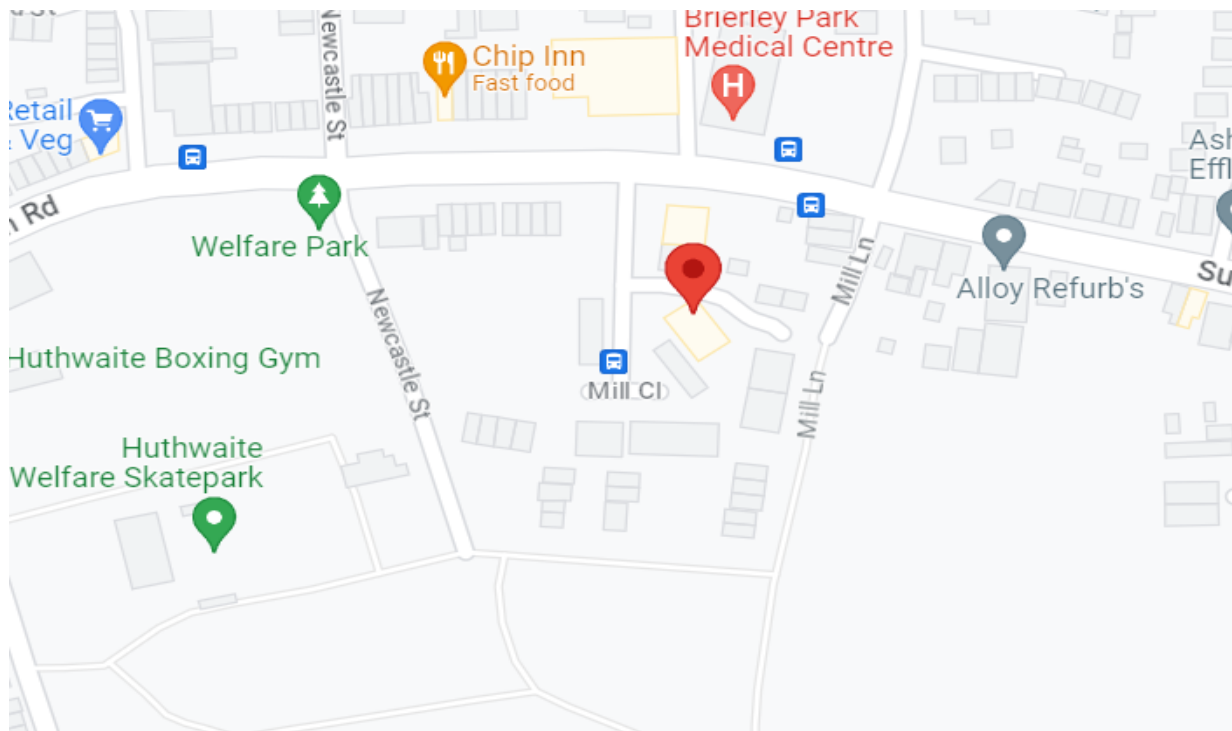 Newcastle St
Chip Inn
Fast food
Brierley Park
Medical Centre
H
Retail
Veg
Rd
Welfare Park
Newcastle St
Mill Ln
Alloy Refurb's
Su
Ash
Effl
Huthwaite Boxing Gym
Mill Cl
Mill Ln
Huthwaite
Welfare Skatepark